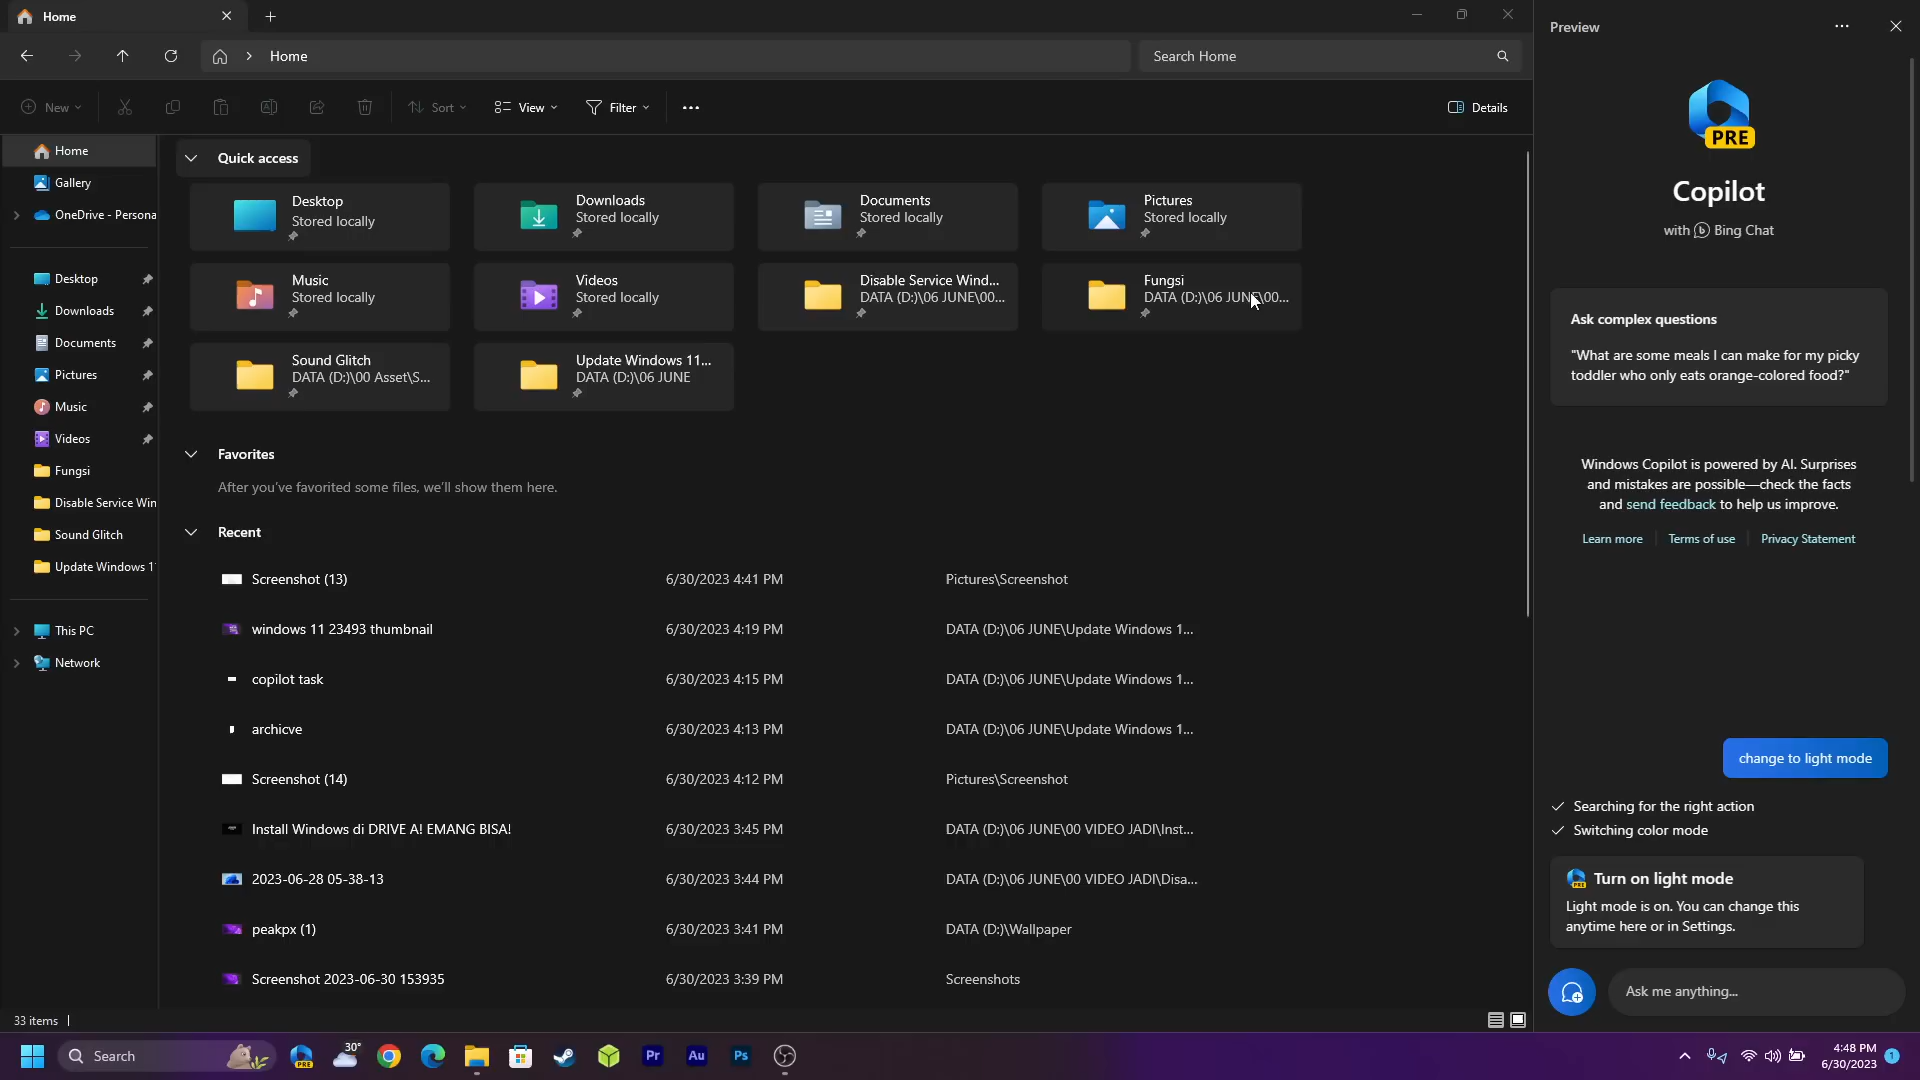 Home
Preview
Home
Search Home
New
Sort
View
Filter
Details
Home
Gallery
OneDrive - Persona
Desktop
Downloads
Documents
Pictures
Music
Videos
Fungsi
Disable Service Win
Sound Glitch
Update Windows 1
This PC
Network
Quick access
Desktop
Stored locally
Downloads
Stored locally
Documents
Stored locally
Pictures
Stored locally
Music
Stored locally
Videos
Stored locally
Disable Service Wind...
DATA (D:)\06 JUNE\00...
Fungsi
DATA (D:)\06 JUNE\00...
Sound Glitch
DATA (D:)\00 Asset\S...
Update Windows 11...
DATA (D:)\06 JUNE
Favorites
After you've favorited some files, we'll show them here.
Recent
Screenshot (13) 6/30/2023 4:41 PM Pictures\Screenshot
windows 11 23493 thumbnail 6/30/2023 4:19 PM DATA (D:)\06 JUNE\Update Windows 1...
copilot task 6/30/2023 4:15 PM DATA (D:)\06 JUNE\Update Windows 1...
archicve 6/30/2023 4:13 PM DATA (D:)\06 JUNE\Update Windows 1...
Screenshot (14) 6/30/2023 4:12 PM Pictures\Screenshot
Install Windows di DRIVE A! EMANG BISA! 6/30/2023 3:45 PM DATA (D:)\06 JUNE\00 VIDEO JADI\Inst...
2023-06-28 05-38-13 6/30/2023 3:44 PM DATA (D:)\06 JUNE\00 VIDEO JADI\Disa...
peakpx (1) 6/30/2023 3:41 PM DATA (D:)\Wallpaper
Screenshot 2023-06-30 153935 6/30/2023 3:39 PM Screenshots
33 items
PRE
Copilot
with Bing Chat
Ask complex questions
"What are some meals I can make for my picky
toddler who only eats orange-colored food?"
Windows Copilot is powered by AI. Surprises
and mistakes are possible—check the facts
and send feedback to help us improve.
Learn more Terms of use Privacy Statement
change to light mode
Searching for the right action
Switching color mode
PRE Turn on light mode
Light mode is on. You can change this
anytime here or in Settings.
Ask me anything...
Search
PRE
30°
Pr
Au
Ps
4:48 PM
6/30/2023
1